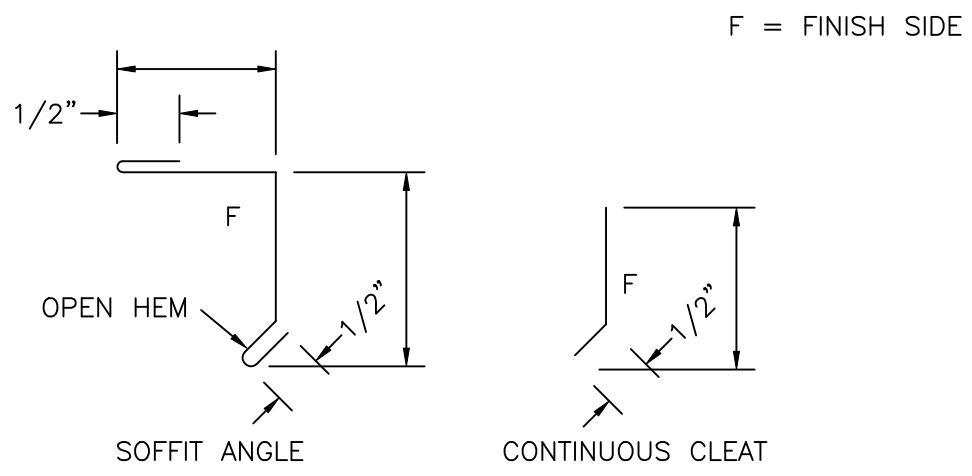 F = FINISH SIDE
1/2”
F
OPEN HEM
1/2”
SOFFIT ANGLE
F
1/2”
CONTINUOUS CLEAT